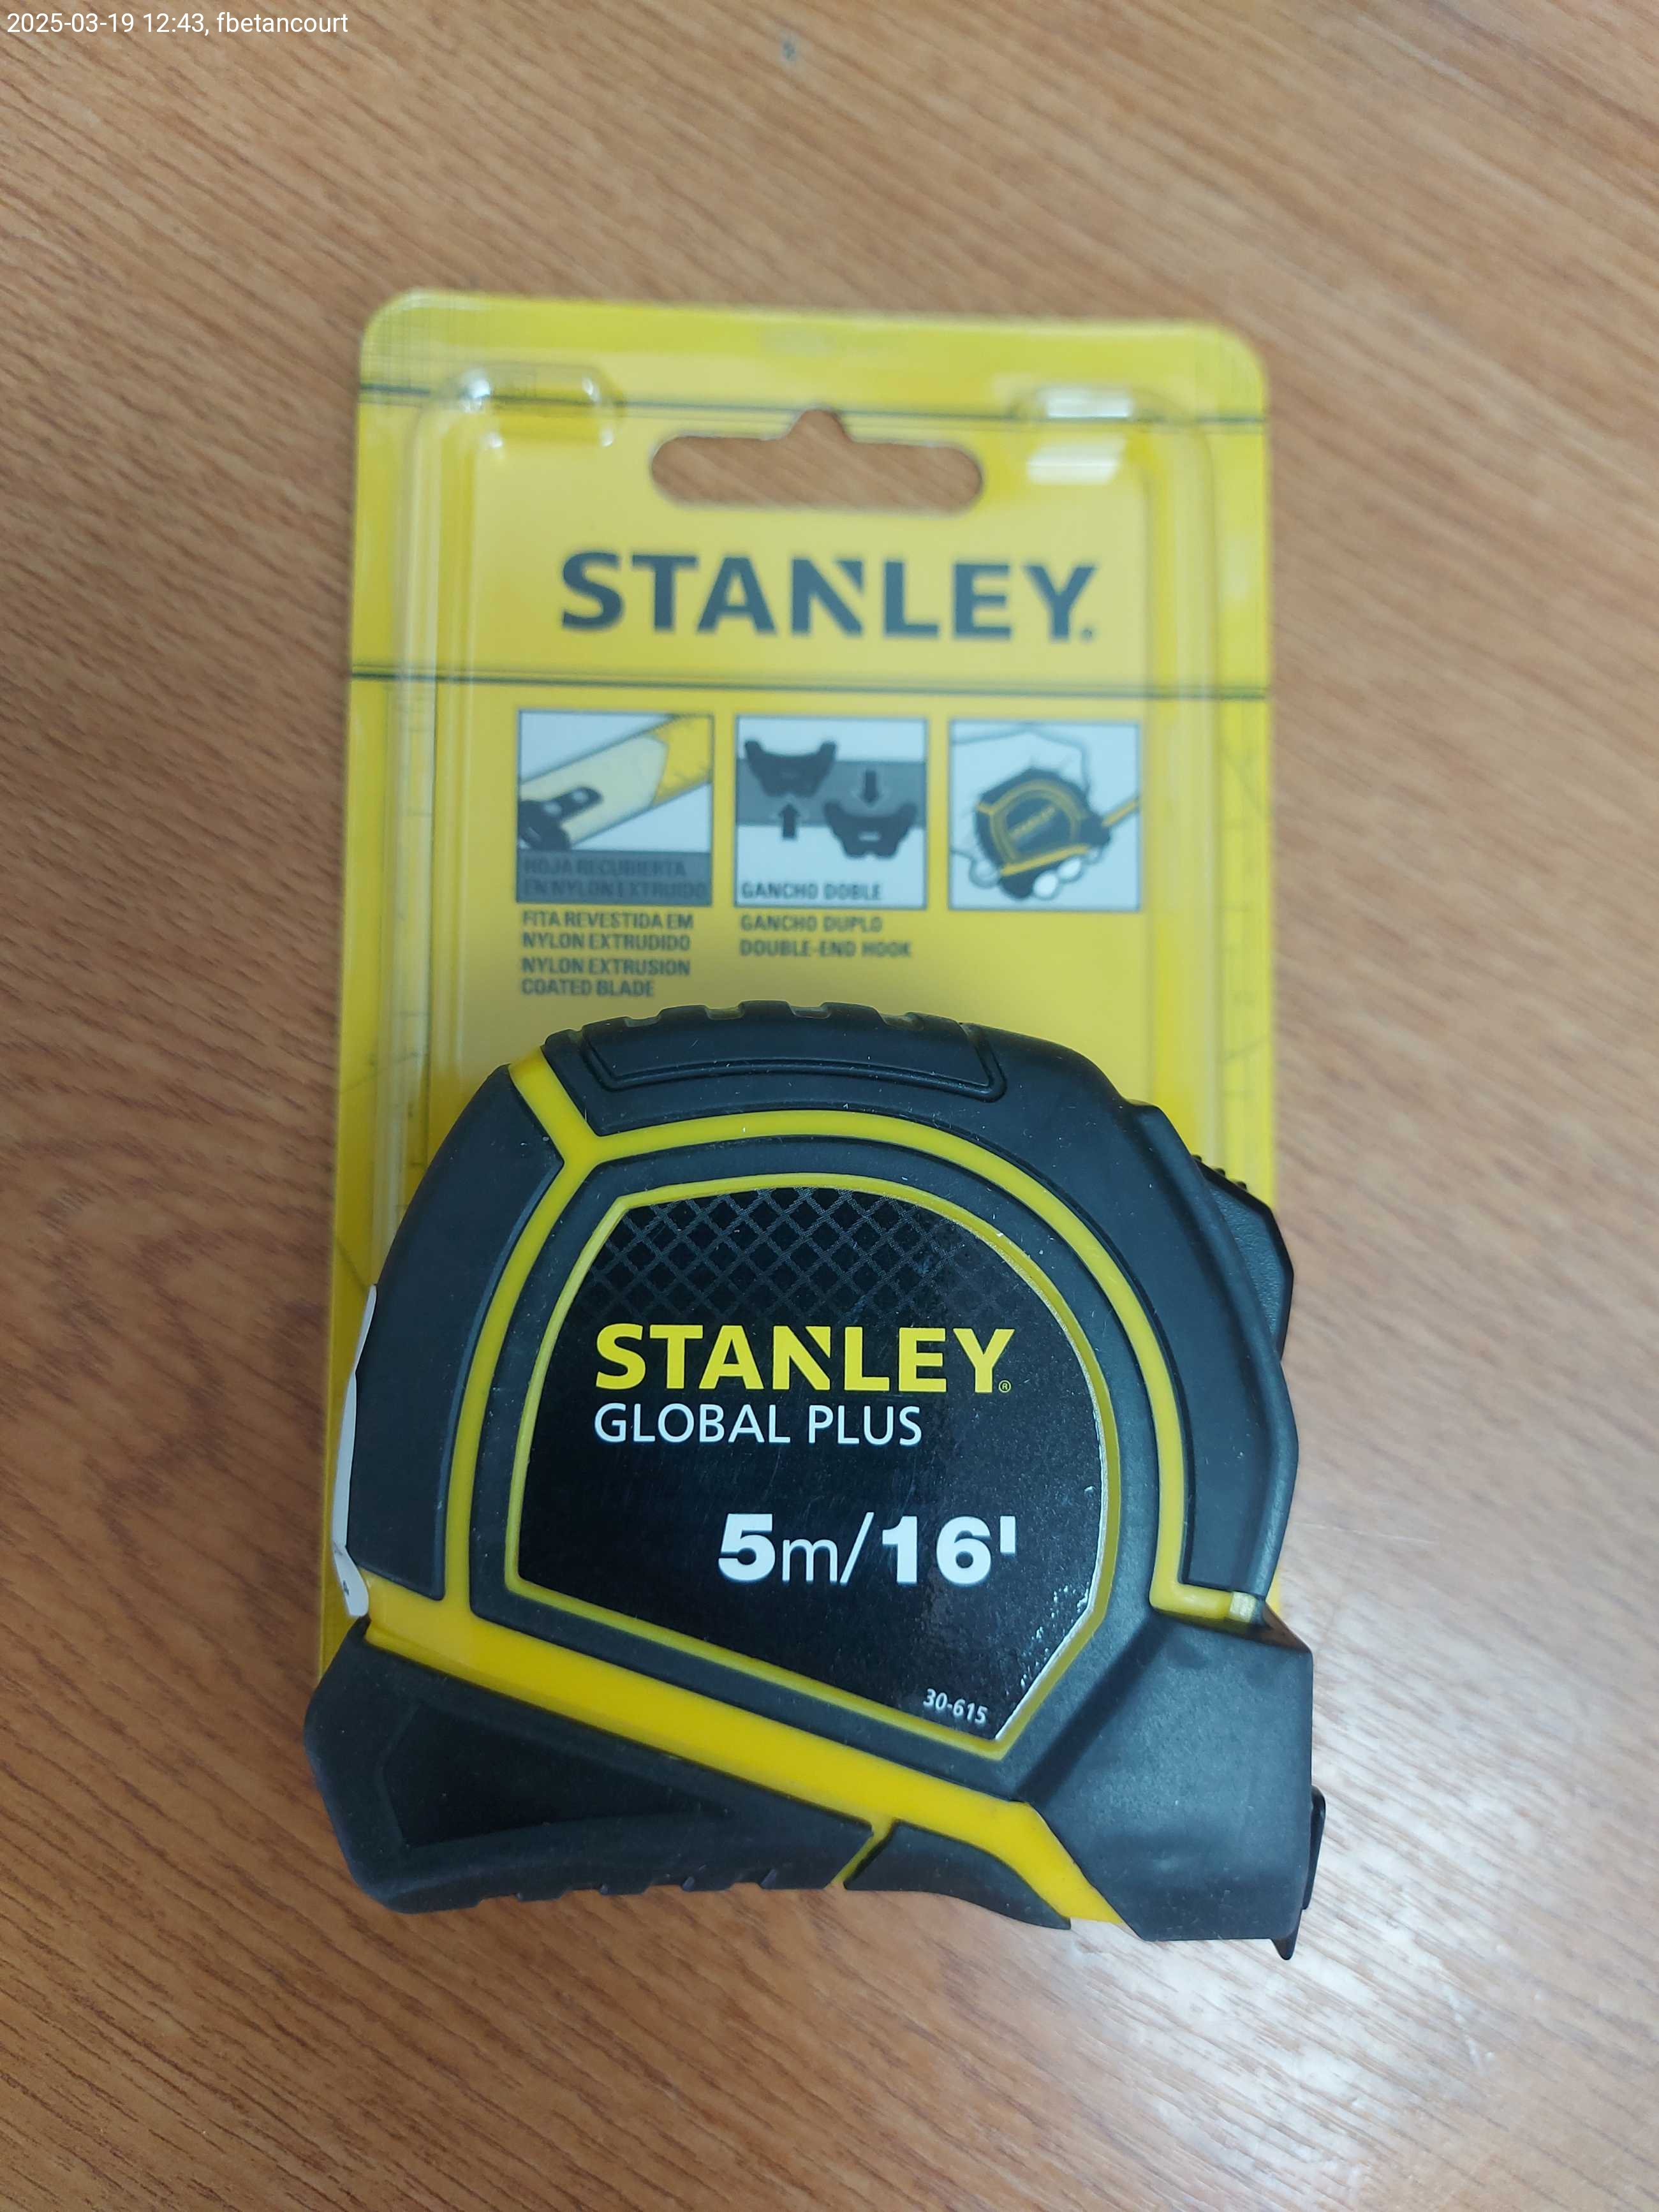 2025-03-19 12:43, fbetancourt
STANLEY.
HOJA RECUBIERTA
EN NYLON EXTRUIDO
FITA REVESTIDA EM
NYLON EXTRUDIDO
NYLON EXTRUSION
COATED BLADE
GANCHO DOBLE
GANCHO DUPLO
DOUBLE-END HOOK
STANLEY®
GLOBAL PLUS
5m/16'
30-615